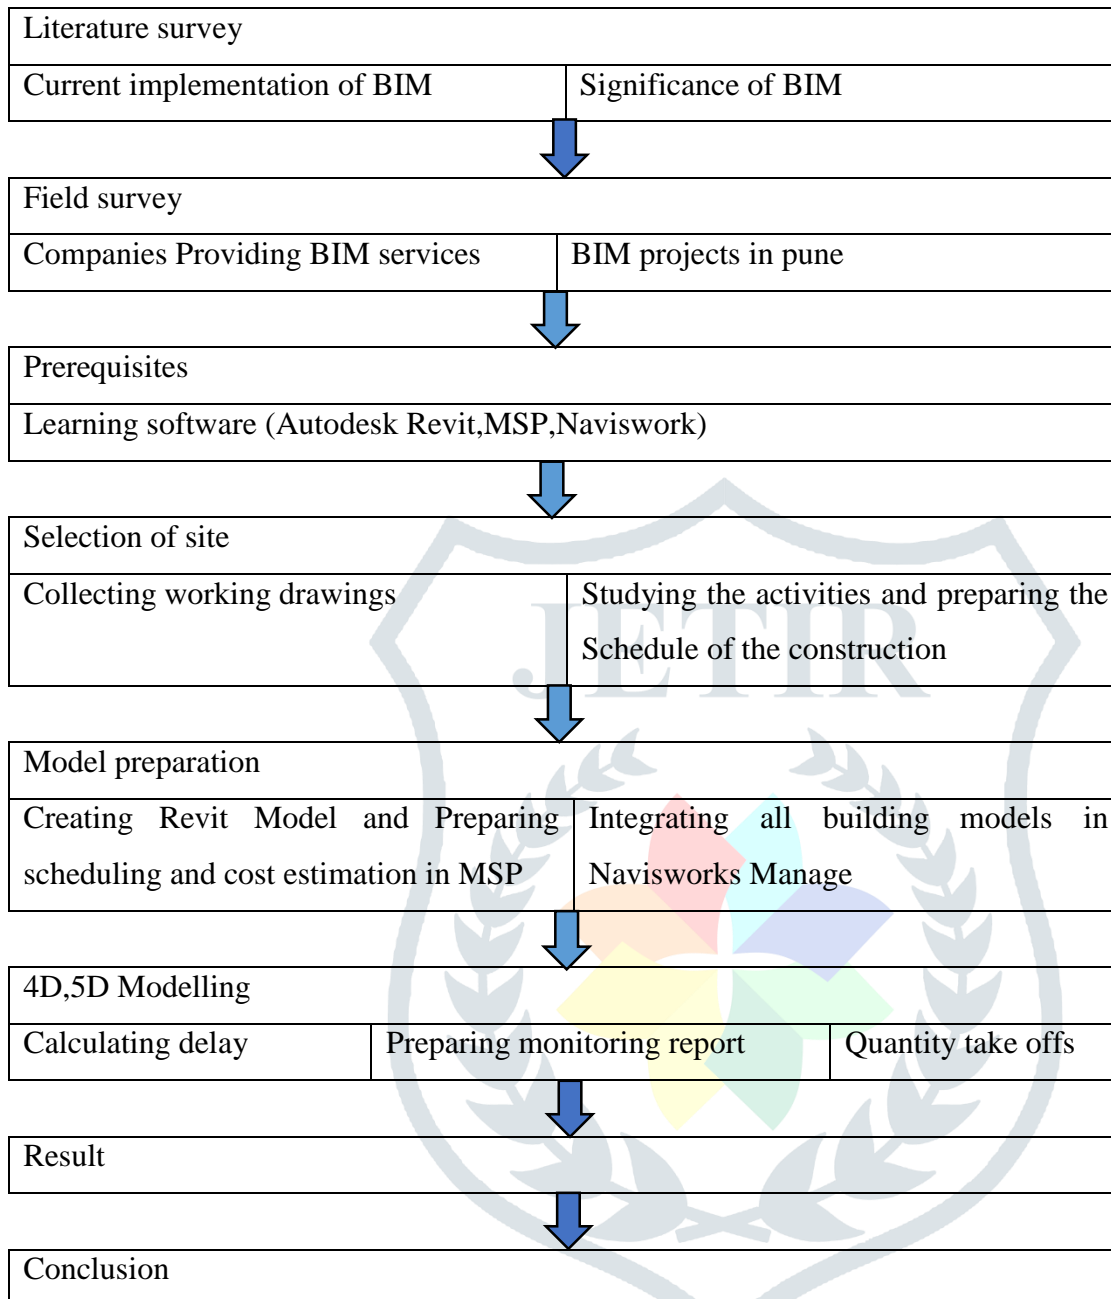 Literature survey
Current implementation of BIM
Significance of BIM
Field survey
Companies Providing BIM services
BIM projects in pune
Prerequisites
Learning software (Autodesk Revit,MSP,Naviswork)
Selection of site
Collecting working drawings
Studying the activities and preparing the
Schedule of the construction
JETIR
Model preparation
Creating Revit Model and Preparing
scheduling and cost estimation in MSP
Integrating all building models in
Navisworks Manage
4D,5D Modelling
Calculating delay
Preparing monitoring report
Quantity take offs
Result
Conclusion